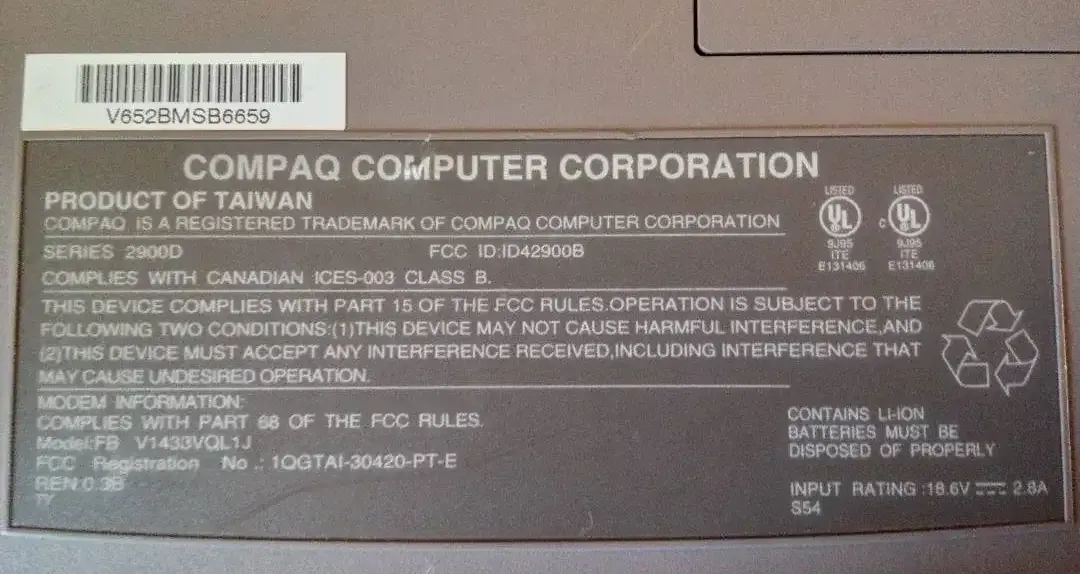 V652BMSB6659
COMPAQ COMPUTER CORPORATION
PRODUCT OF TAIWAN
COMPAQ IS A REGISTERED TRADEMARK OF COMPAQ COMPUTER CORPORATION
SERIES 2900D FCC ID:ID42900B
COMPLIES WITH CANADIAN ICES-003 CLASS B.
LISTED LISTED
UL c UL
9J95 9J95
ITE ITE
E131406 E131406
THIS DEVICE COMPLIES WITH PART 15 OF THE FCC RULES.OPERATION IS SUBJECT TO THE
FOLLOWING TWO CONDITIONS:(1)THIS DEVICE MAY NOT CAUSE HARMFUL INTERFERENCE,AND
(2)THIS DEVICE MUST ACCEPT ANY INTERFERENCE RECEIVED,INCLUDING INTERFERENCE THAT
MAY CAUSE UNDESIRED OPERATION.
MODEM INFORMATION:
COMPLIES WITH PART 68 OF THE FCC RULES.
Model:FB V1433VQL1J
FCC Registration No .: 1QGTAI-30420-PT-E
REN:0.3B
TY
CONTAINS LI-ION
BATTERIES MUST BE
DISPOSED OF PROPERLY
INPUT RATING :18.6V 2.8A
S54